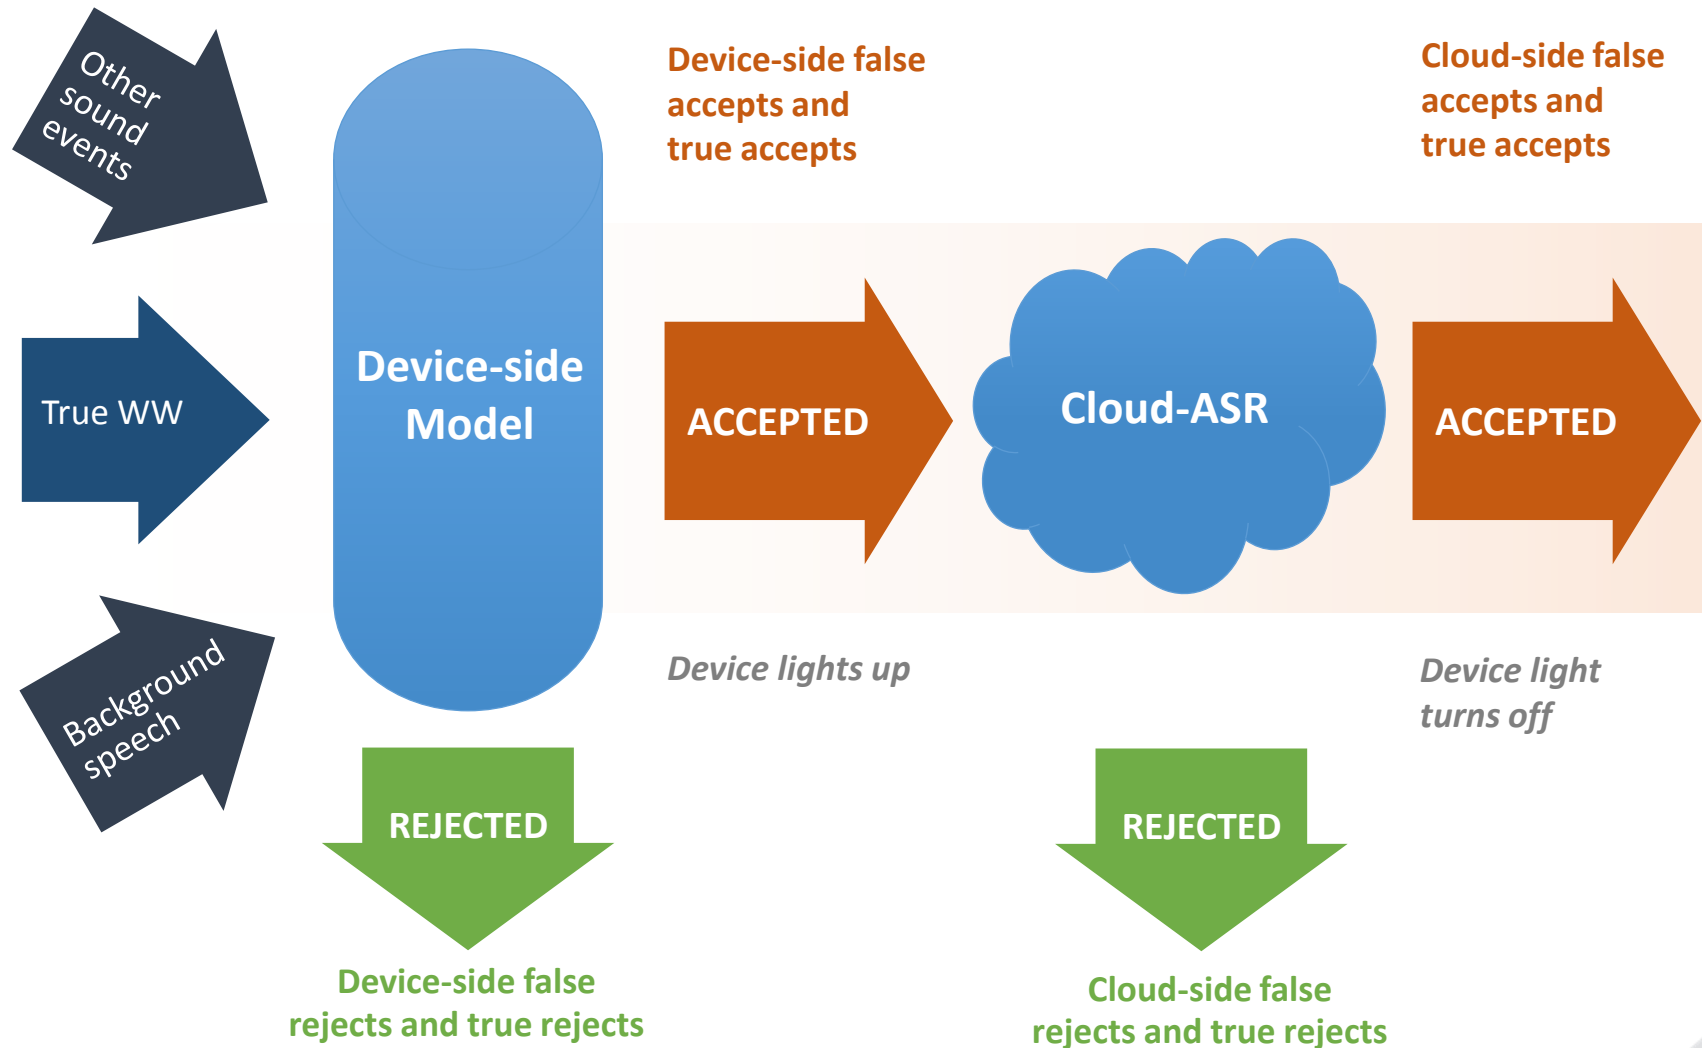 Other
sound
events
True WW
Background
speech
Device-side
Model
REJECTED
Device-side false
rejects and true rejects
Device-side false
accepts and
true accepts
ACCEPTED
Device lights up
Cloud-ASR
REJECTED
Cloud-side false
rejects and true rejects
Cloud-side false
accepts and
true accepts
ACCEPTED
Device light
turns off